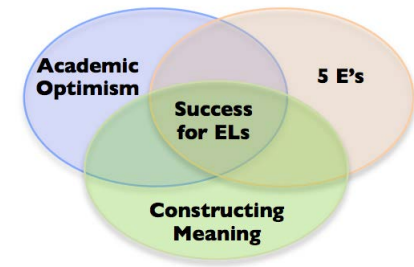 Academic
Optimism
5 E's
Success
for ELs
Constructing
Meaning